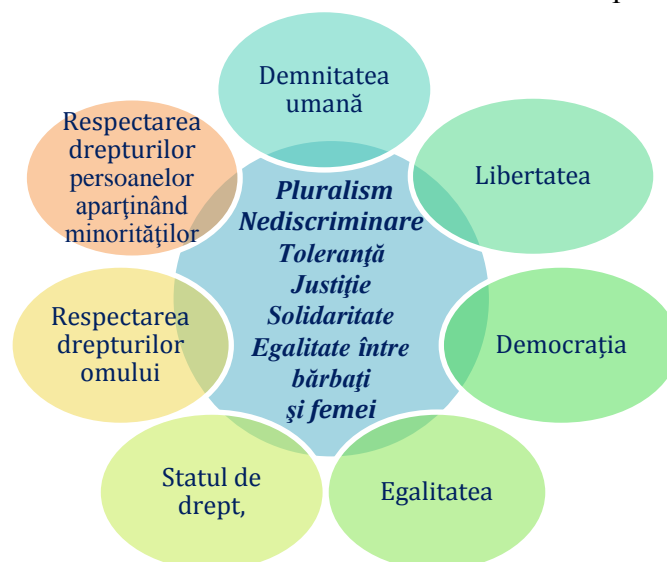 Demnitatea
umană
Libertatea
Democrația
Egalitatea
Statul de
drept,
Respectarea
drepturilor
omului
Respectarea
drepturilor
persoanelor
aparţinând
minorităţilor
Pluralism
Nediscriminare
Toleranţă
Justiţie
Solidaritate
Egalitate între
bărbaţi
şi femei